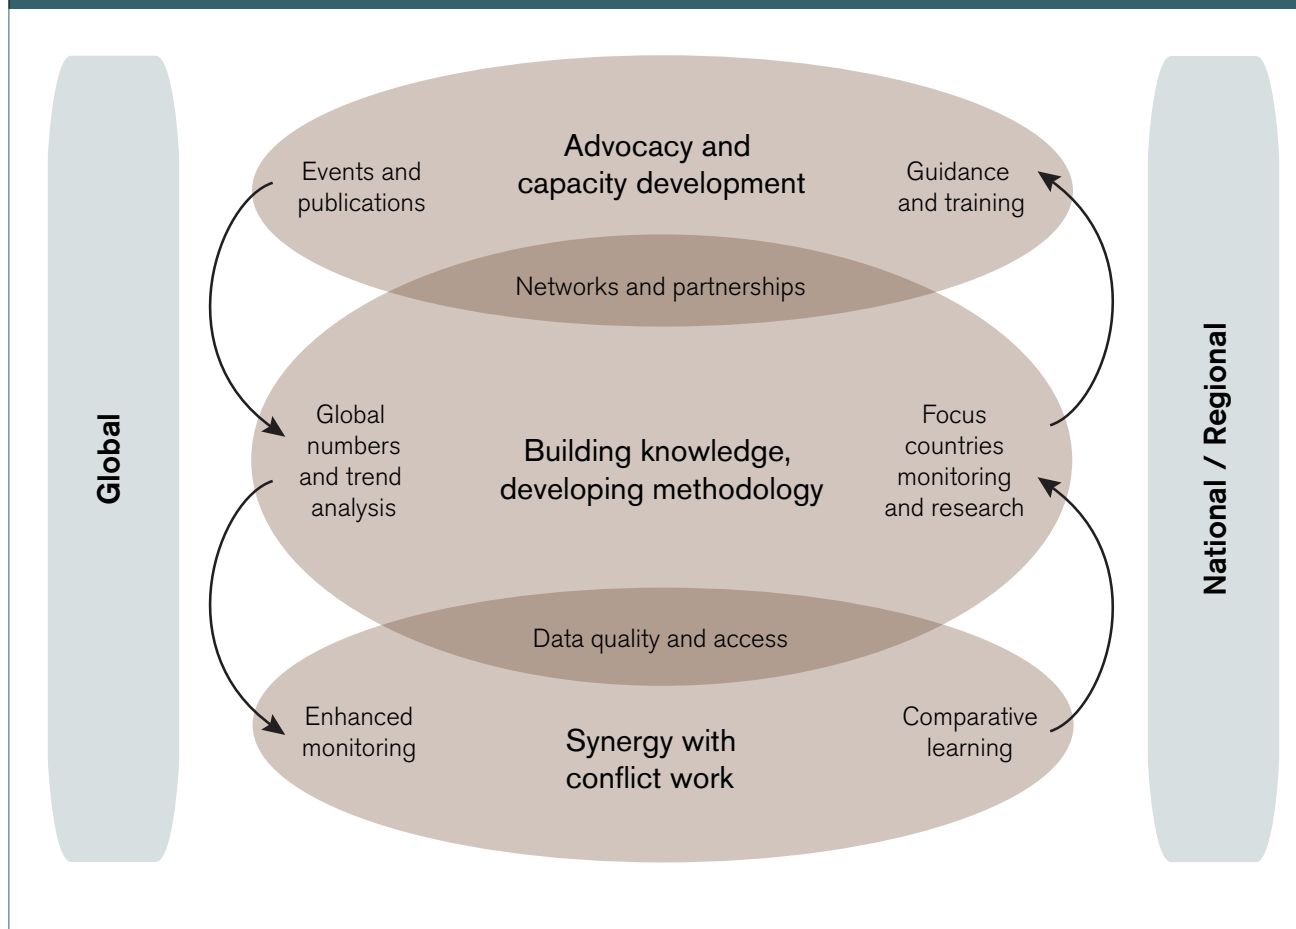 Advocacy and
capacity development
Events and
publications
Guidance
and training
Networks and partnerships
Global
National / Regional
Global
numbers
and trend
analysis
Building knowledge,
developing methodology
Focus
countries
monitoring
and research
Data quality and access
Enhanced
monitoring
Synergy with
conflict work
Comparative
learning